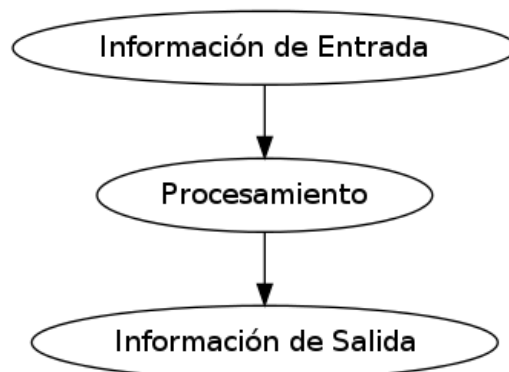 Información de Entrada
Procesamiento
Información de Salida